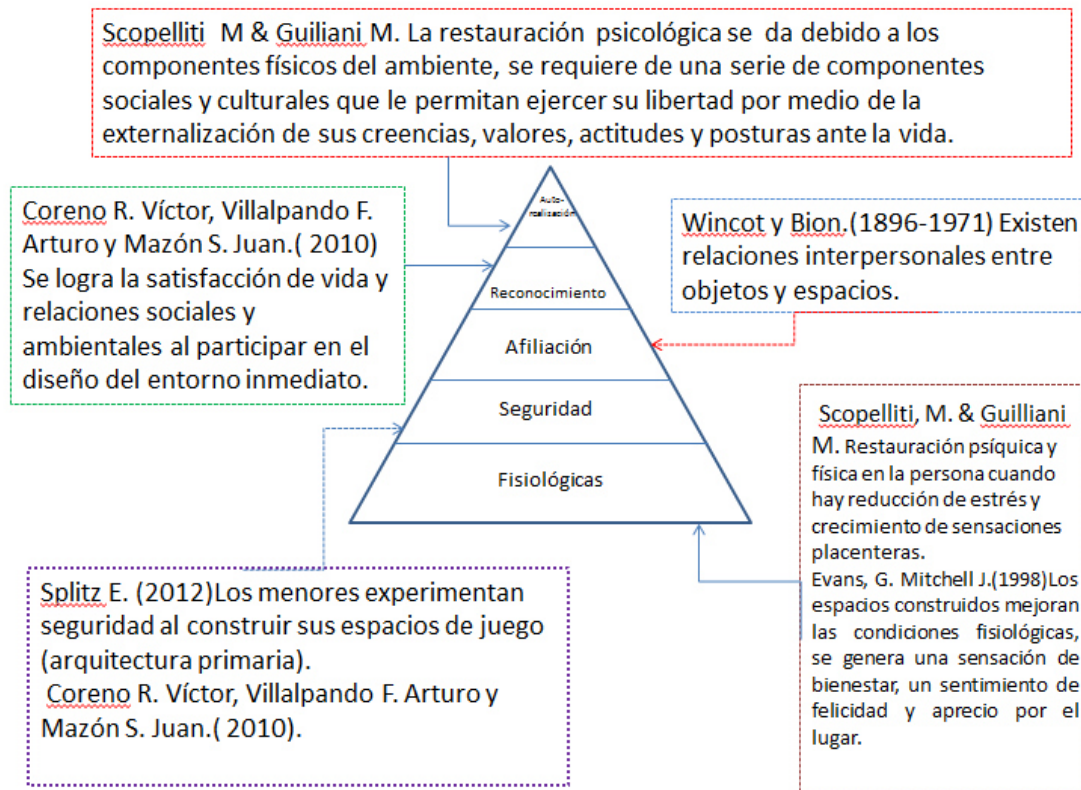 Scopelliti M & Guiliani M. La restauración psicológica se da debido a los
componentes físicos del ambiente, se requiere de una serie de componentes
sociales y culturales que le permitan ejercer su libertad por medio de la
externalización de sus creencias, valores, actitudes y posturas ante la vida.
Coreno R. Víctor, Villalpando F.
Arturo y Mazón S. Juan.( 2010)
Se logra la satisfacción de vida y
relaciones sociales y
ambientales al participar en el
diseño del entorno inmediato.
Auto-
realización
Reconocimiento
Afiliación
Seguridad
Fisiológicas
Wincot y Bion.(1896-1971) Existen
relaciones interpersonales entre
objetos y espacios.
Scopelliti, M. & Guilliani
M. Restauración psíquica y
física en la persona cuando
hay reducción de estrés y
crecimiento de sensaciones
placenteras.
Evans, G. Mitchell J.(1998)Los
espacios construidos mejoran
las condiciones fisiológicas,
se genera una sensación de
bienestar, un sentimiento de
felicidad y aprecio por el
lugar.
Splitz E. (2012)Los menores experimentan
seguridad al construir sus espacios de juego
(arquitectura primaria).
Coreno R. Víctor, Villalpando F. Arturo y
Mazón S. Juan.( 2010).